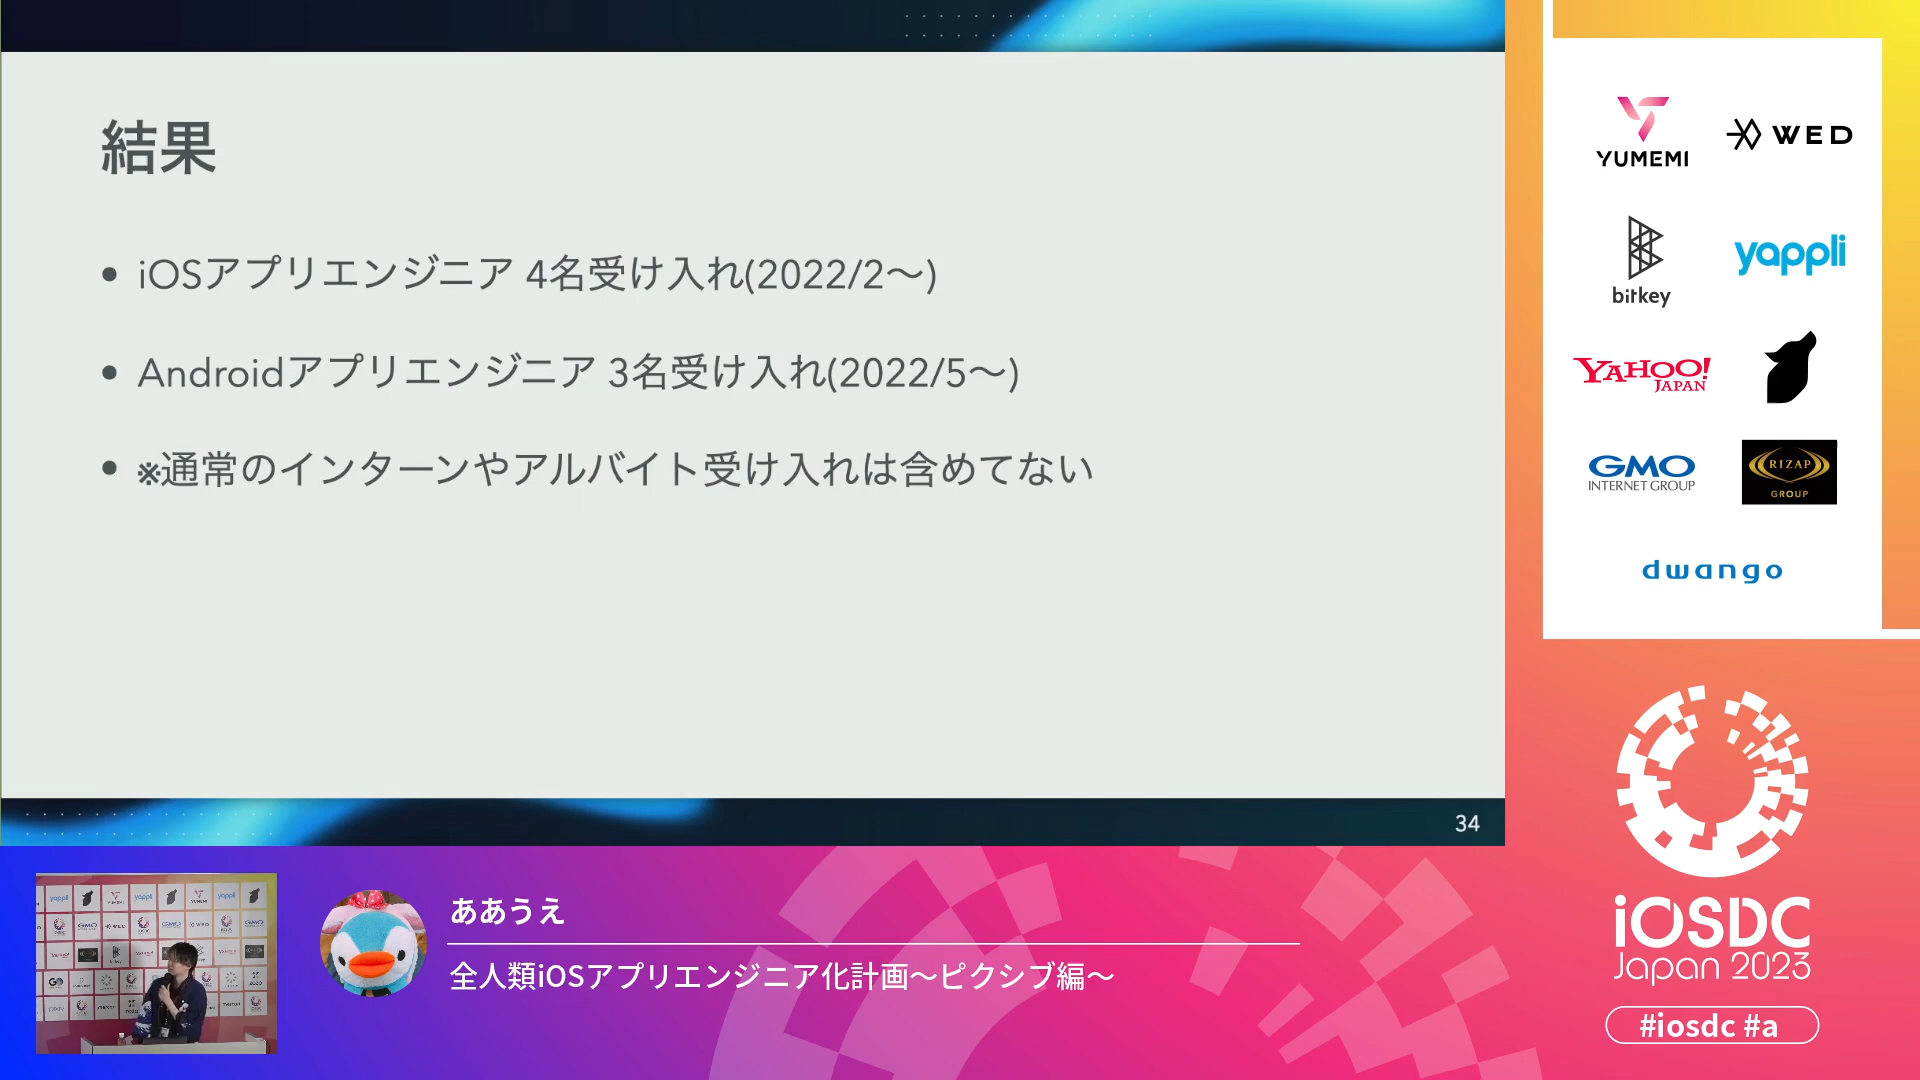 結果
• iOSアプリエンジニア 4名受け入れ(2022/2〜)
• Androidアプリエンジニア 3名受け入れ(2022/5〜)
• ※通常のインターンやアルバイト受け入れは含めてない
34
YUMEMI
WED
bitkey
yappli
YAHOO!
JAPAN
GMO
INTERNET GROUP
RIZAP
GROUP
dwango
iOSDC
Japan 2023
#iosdc #a
ああうえ
全人類iOSアプリエンジニア化計画〜ピクシブ編〜